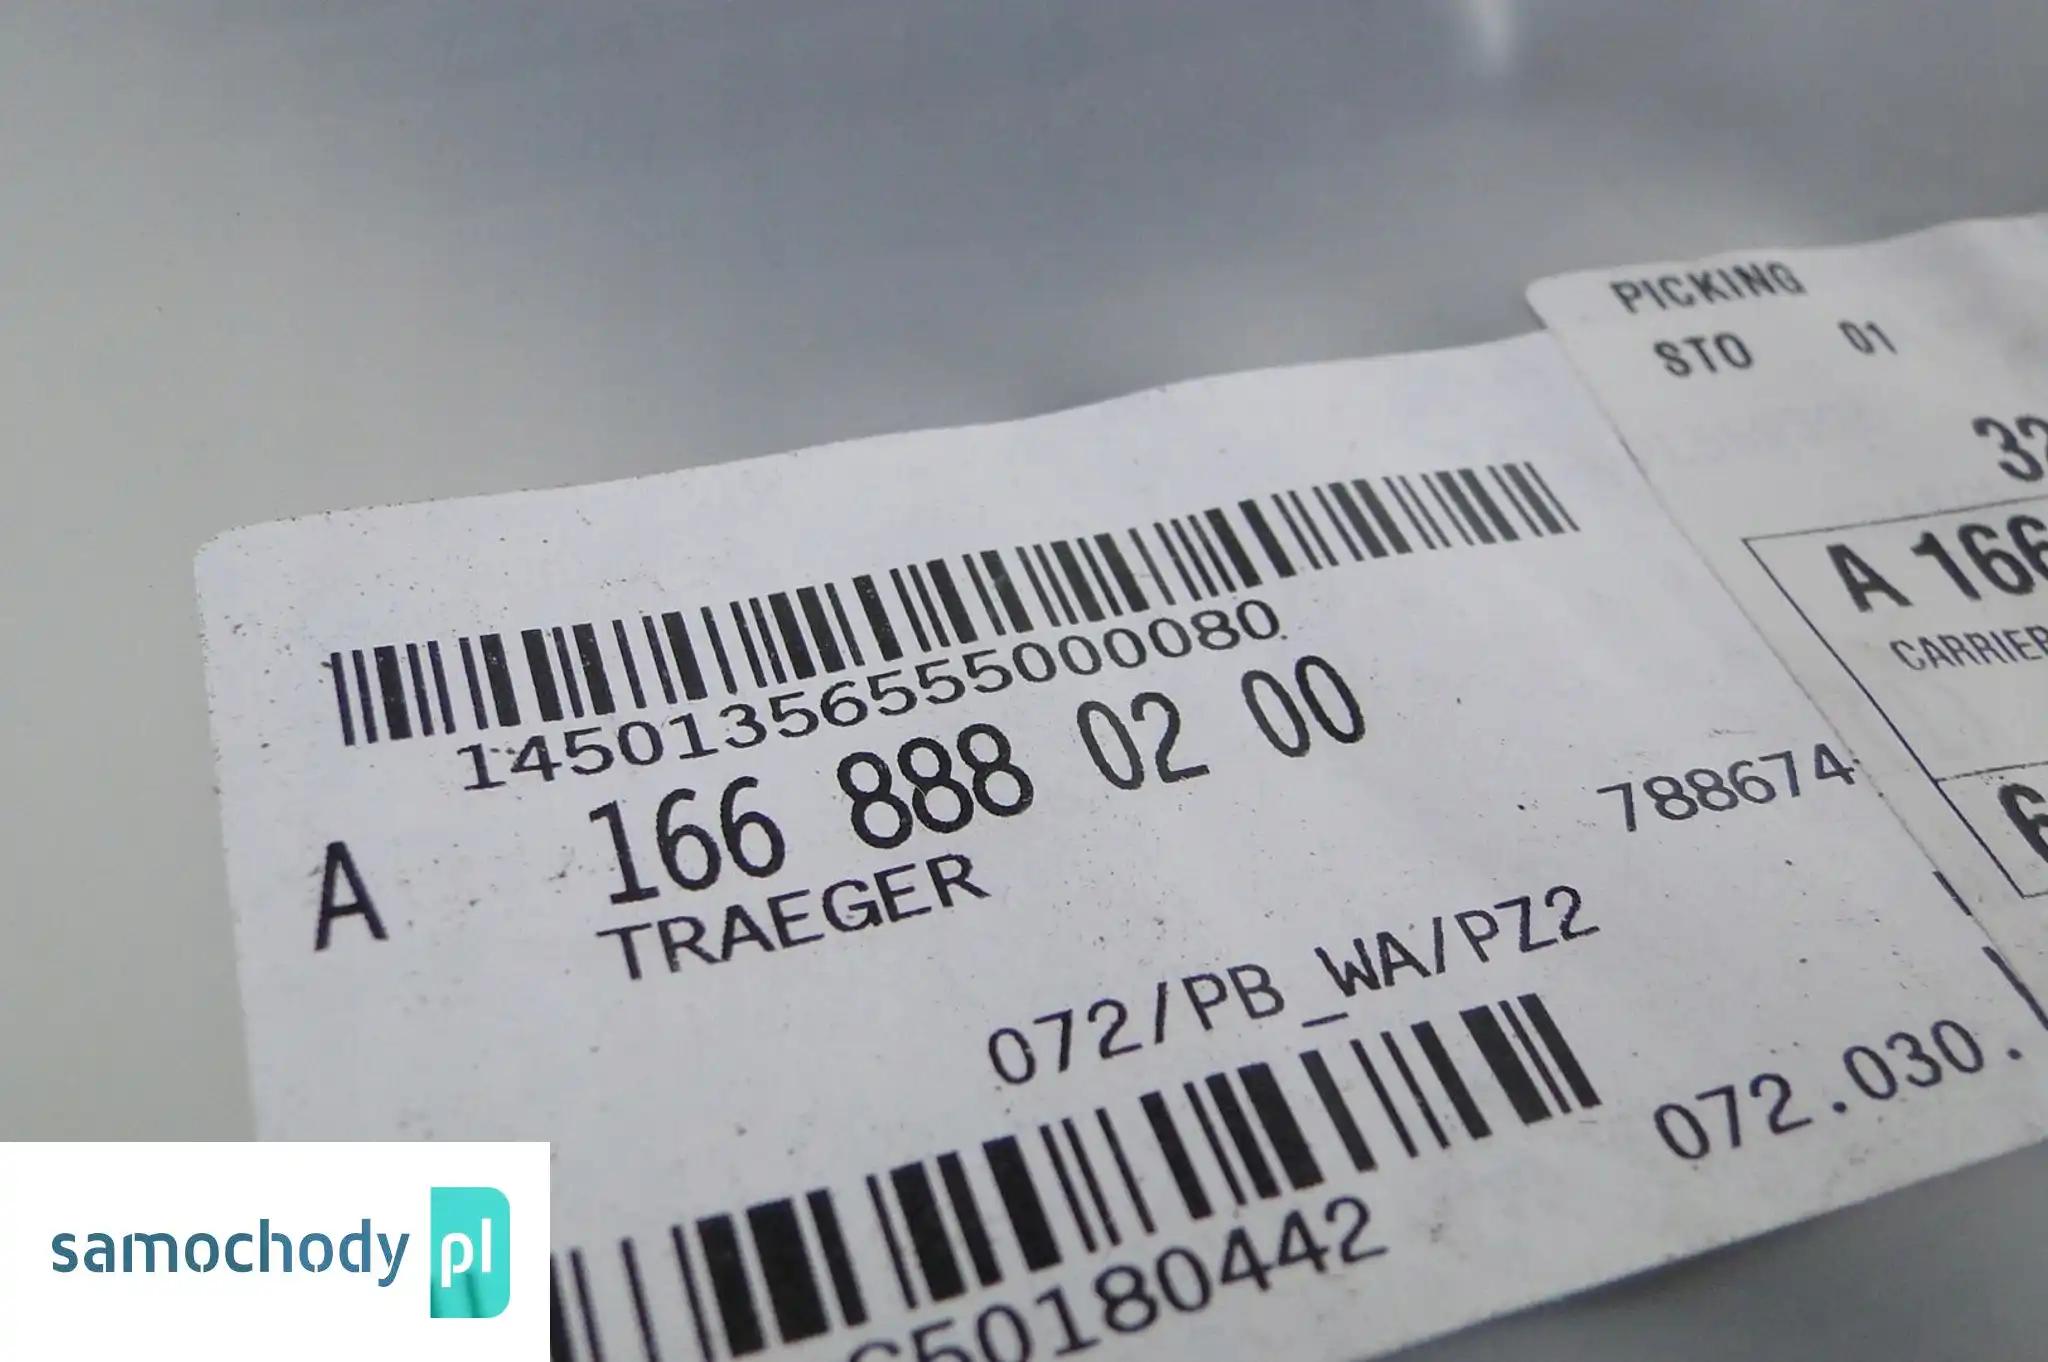 PICKING
STO 01
32
A 166
CARRIER
14501356555000080
A 166 888 02 00
TRAEGER
788674
072/PB_WA/PZ2
072.030.
50180442
samochody pl